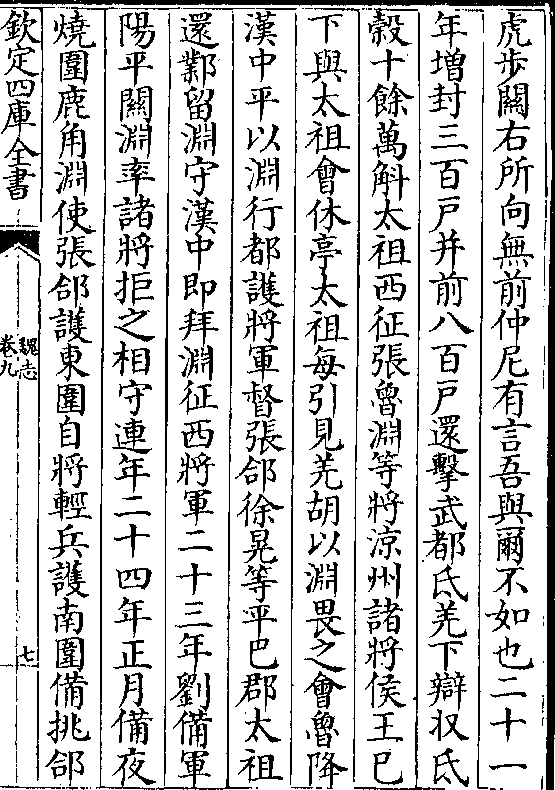 虎歩關右所向無前仲尼有言吾與爾不如也二十一
年增封三百戸并前八百戸還擊武都氐羌下辯収氐
榖十餘萬斛太祖西征張魯淵等將涼州諸將侯王已
下與太祖會休亭太祖每引見羌胡以淵畏之會魯降
漢中平以淵行都護將軍督張郃徐晃等平巴郡太祖
還鄴留淵守漢中即拜淵征西將軍二十三年劉備軍
陽平關淵率諸將拒之相守連年二十四年正月備夜
燒圍鹿角淵使張郃護東圍自將輕兵護南圍備挑郃
欽定四庫全書
魏志
卷九
七